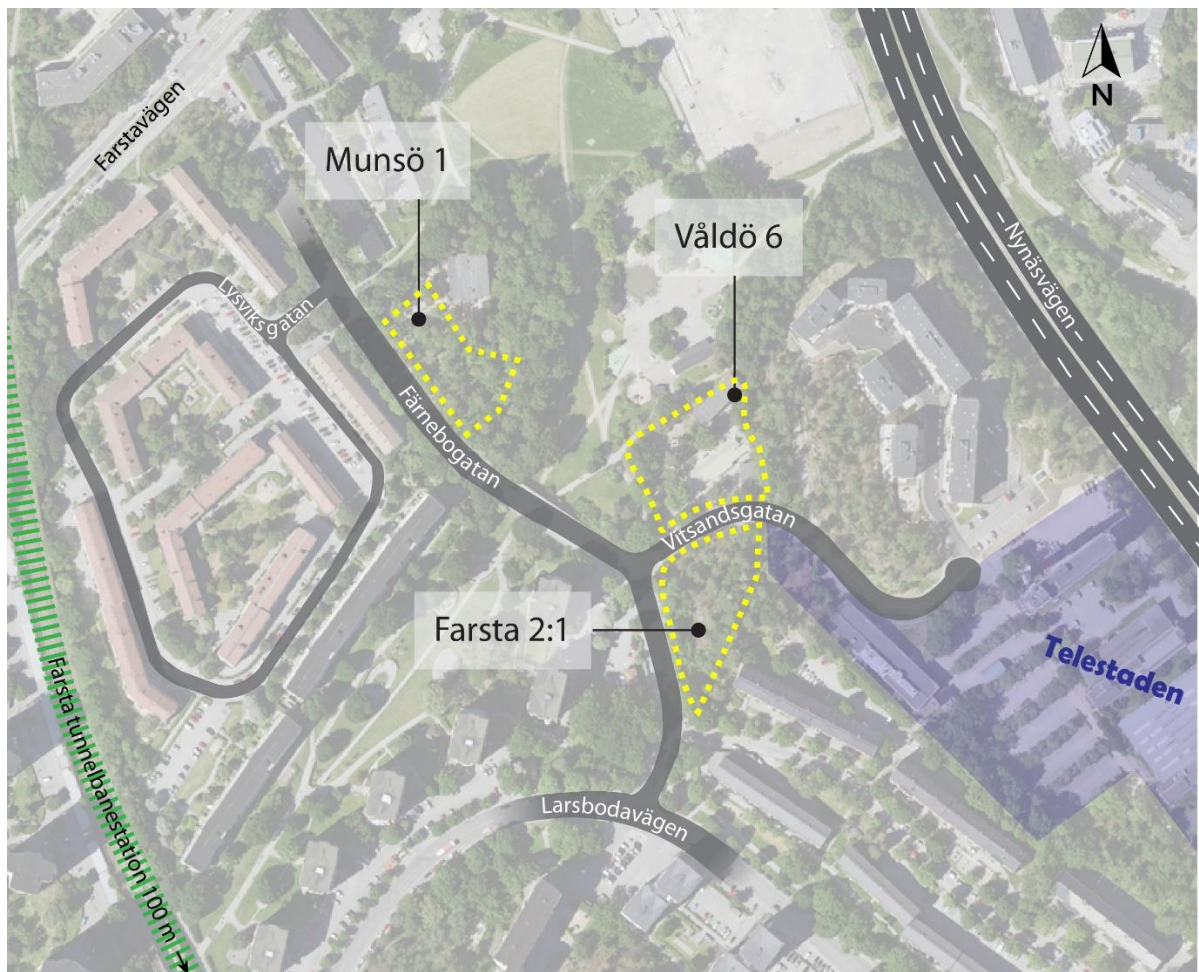 Farstavägen
N
Munsö 1
Våldö 6
Nynäsvägen
Lysviksgatan
Färnebogatan
Vitsandsgatan
Farsta 2:1
Telestaden
Farsta tunnelbanestation 100 m →
Larsbodavägen